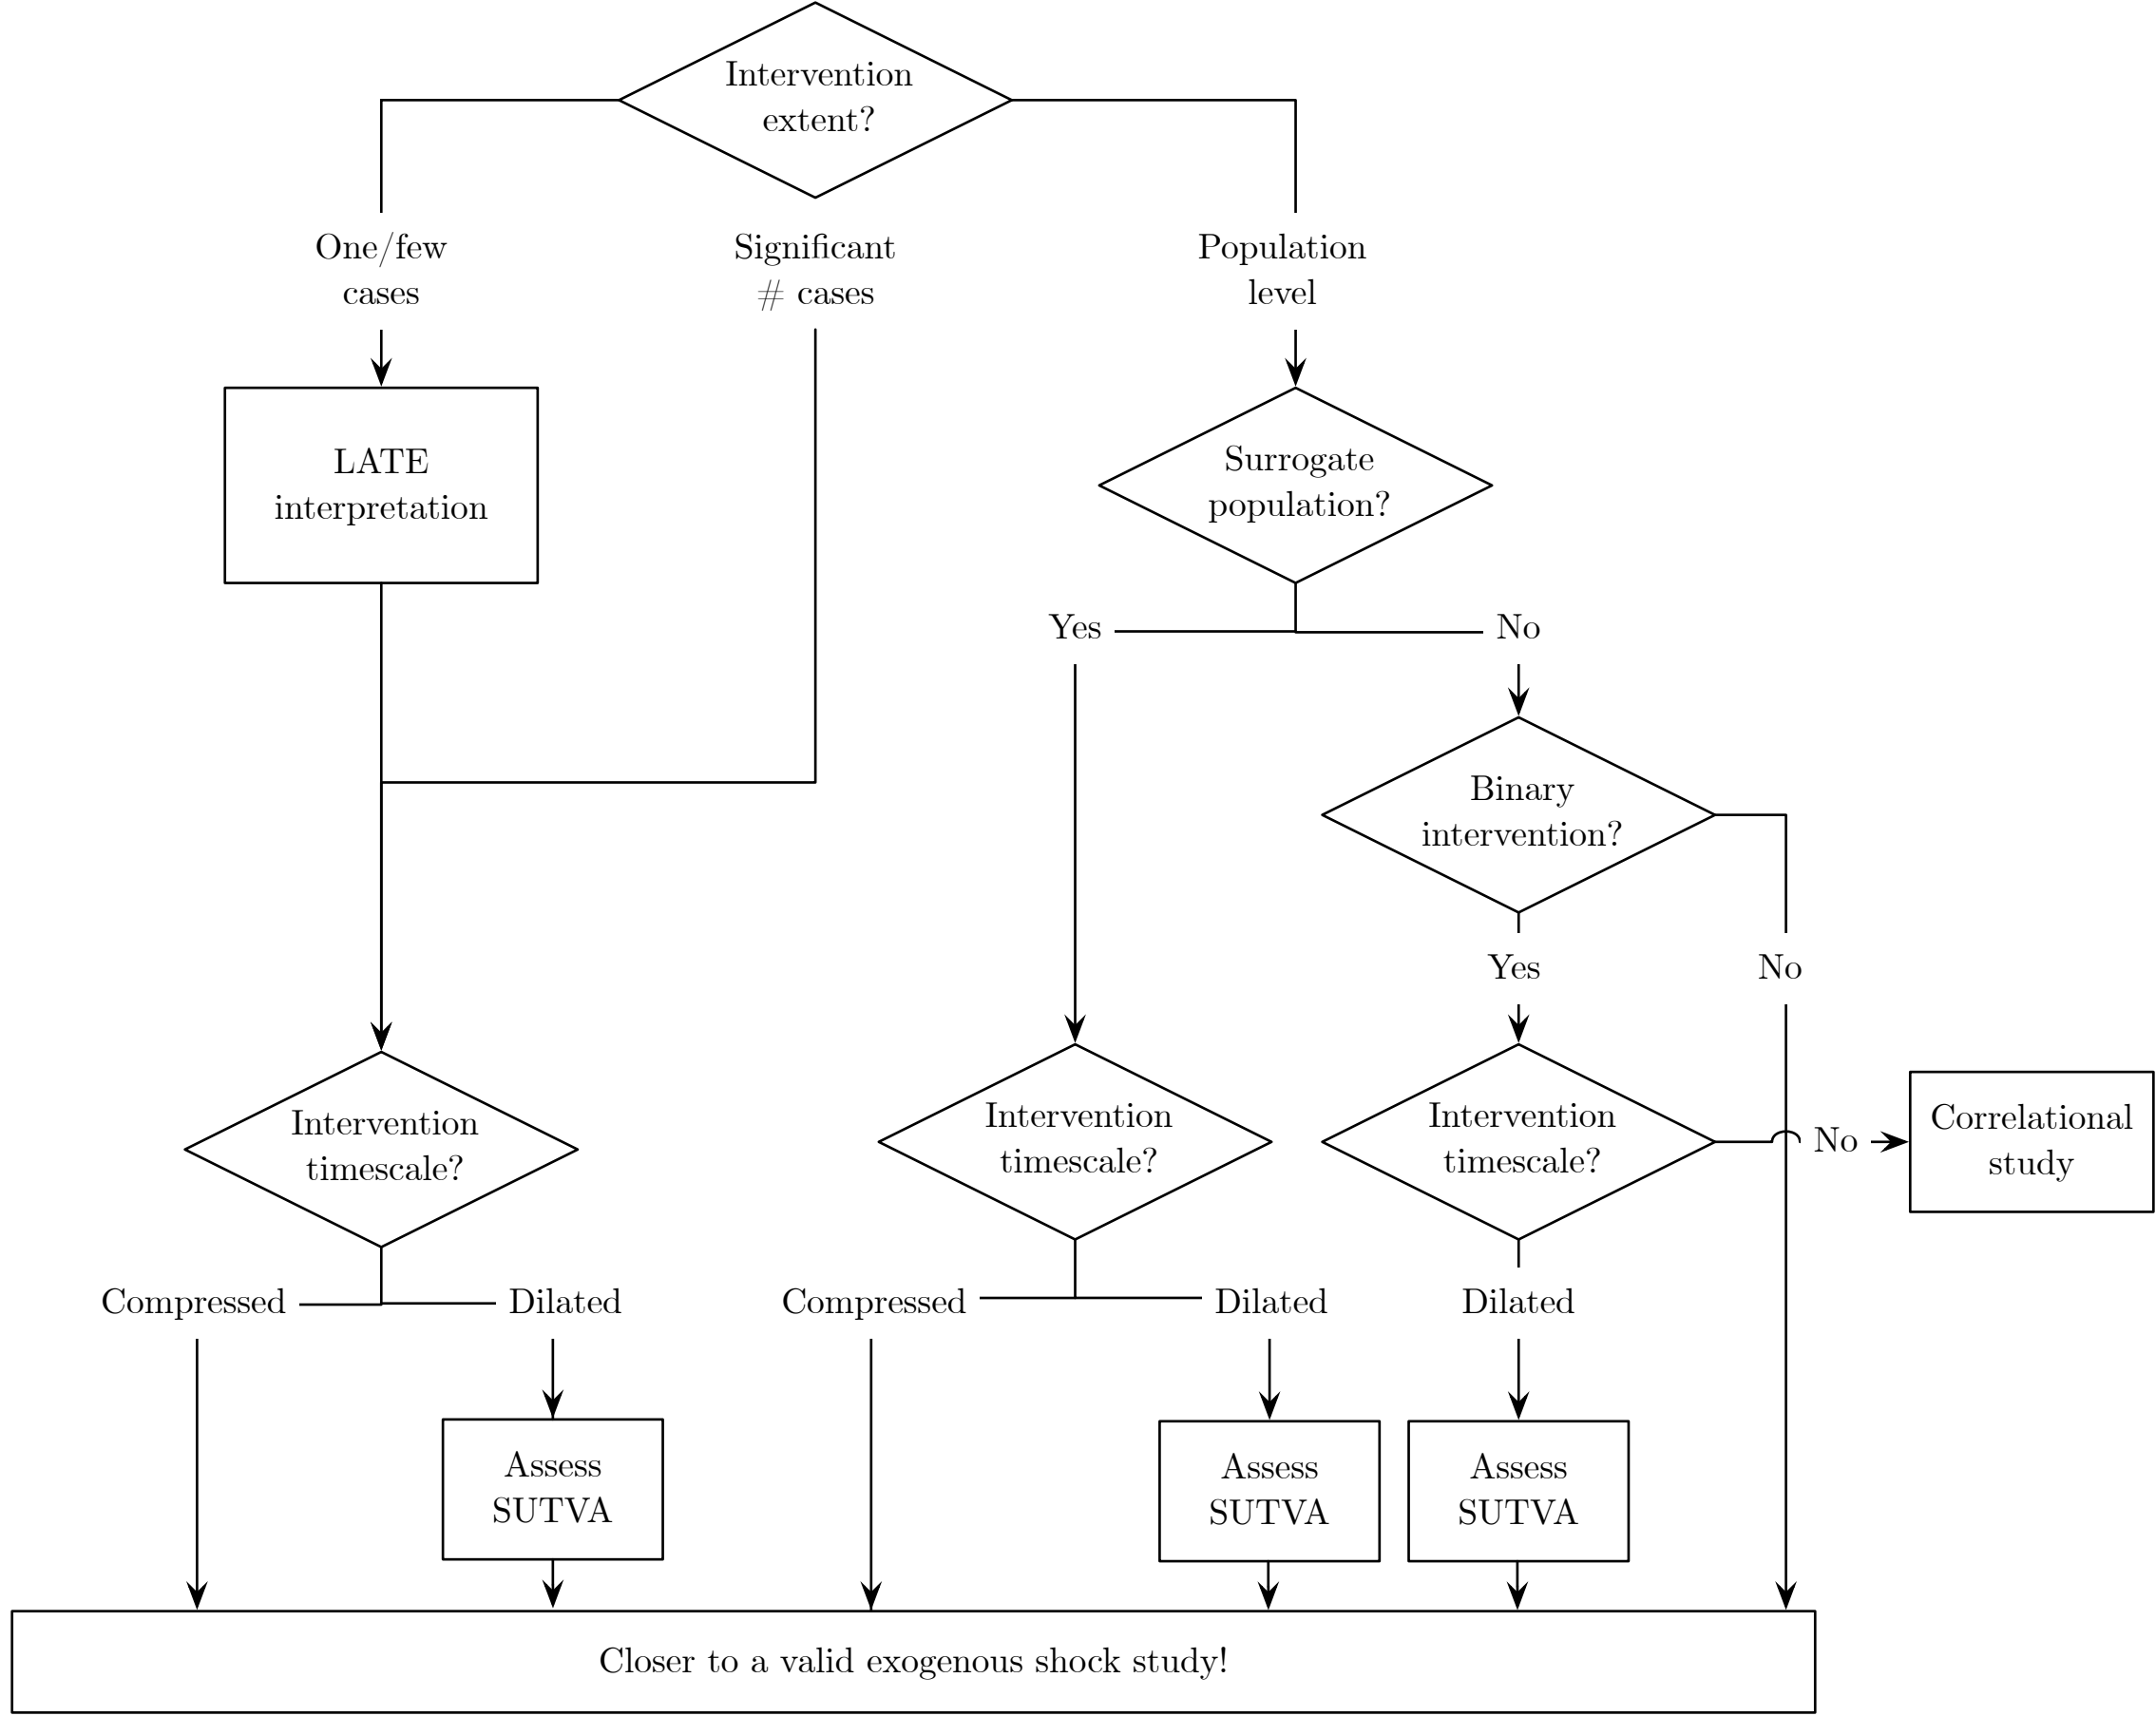 Intervention
extent?
One/few
cases
Significant
# cases
Population
level
LATE
interpretation
Surrogate
population?
Yes
No
Binary
intervention?
Yes
No
Intervention
timescale?
Intervention
timescale?
Intervention
timescale?
No
Correlational
study
Compressed
Dilated
Compressed
Dilated
Dilated
Assess
SUTVA
Assess
SUTVA
Assess
SUTVA
Closer to a valid exogenous shock study!